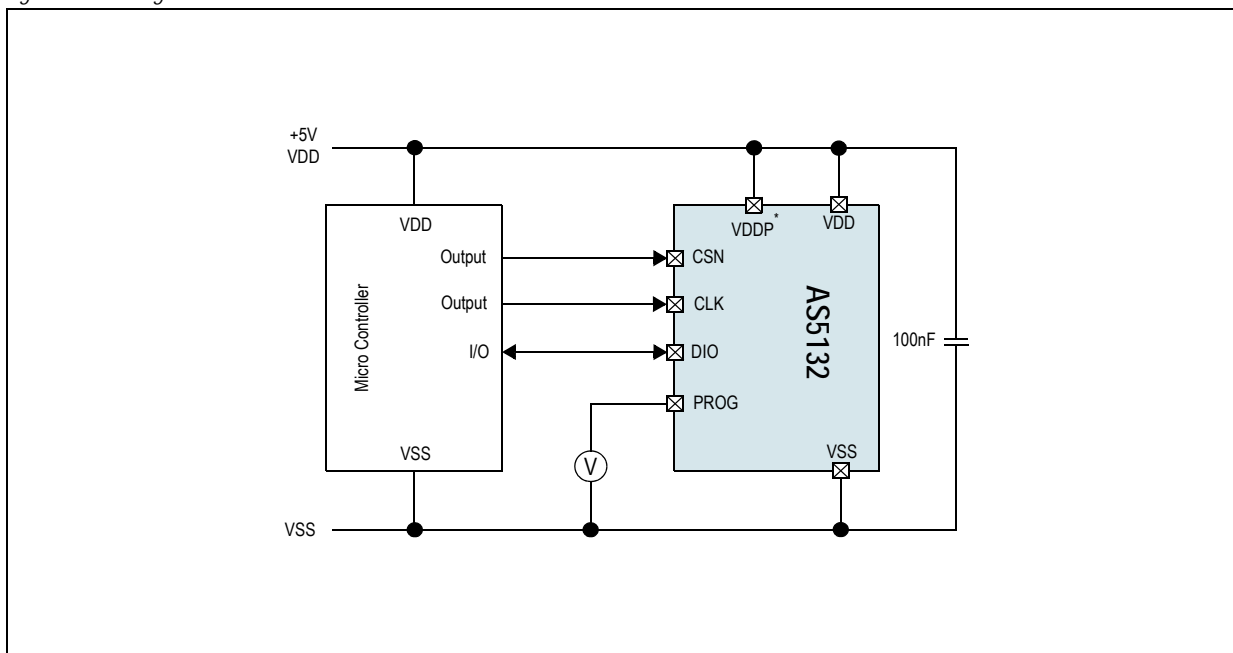 +5V
VDD
VDD
VDDP*
VDD
Output
CSN
Output
CLK
I/O
DIO
PROG
Micro Controller
AS5132
100nF
VSS
VSS
V
VSS